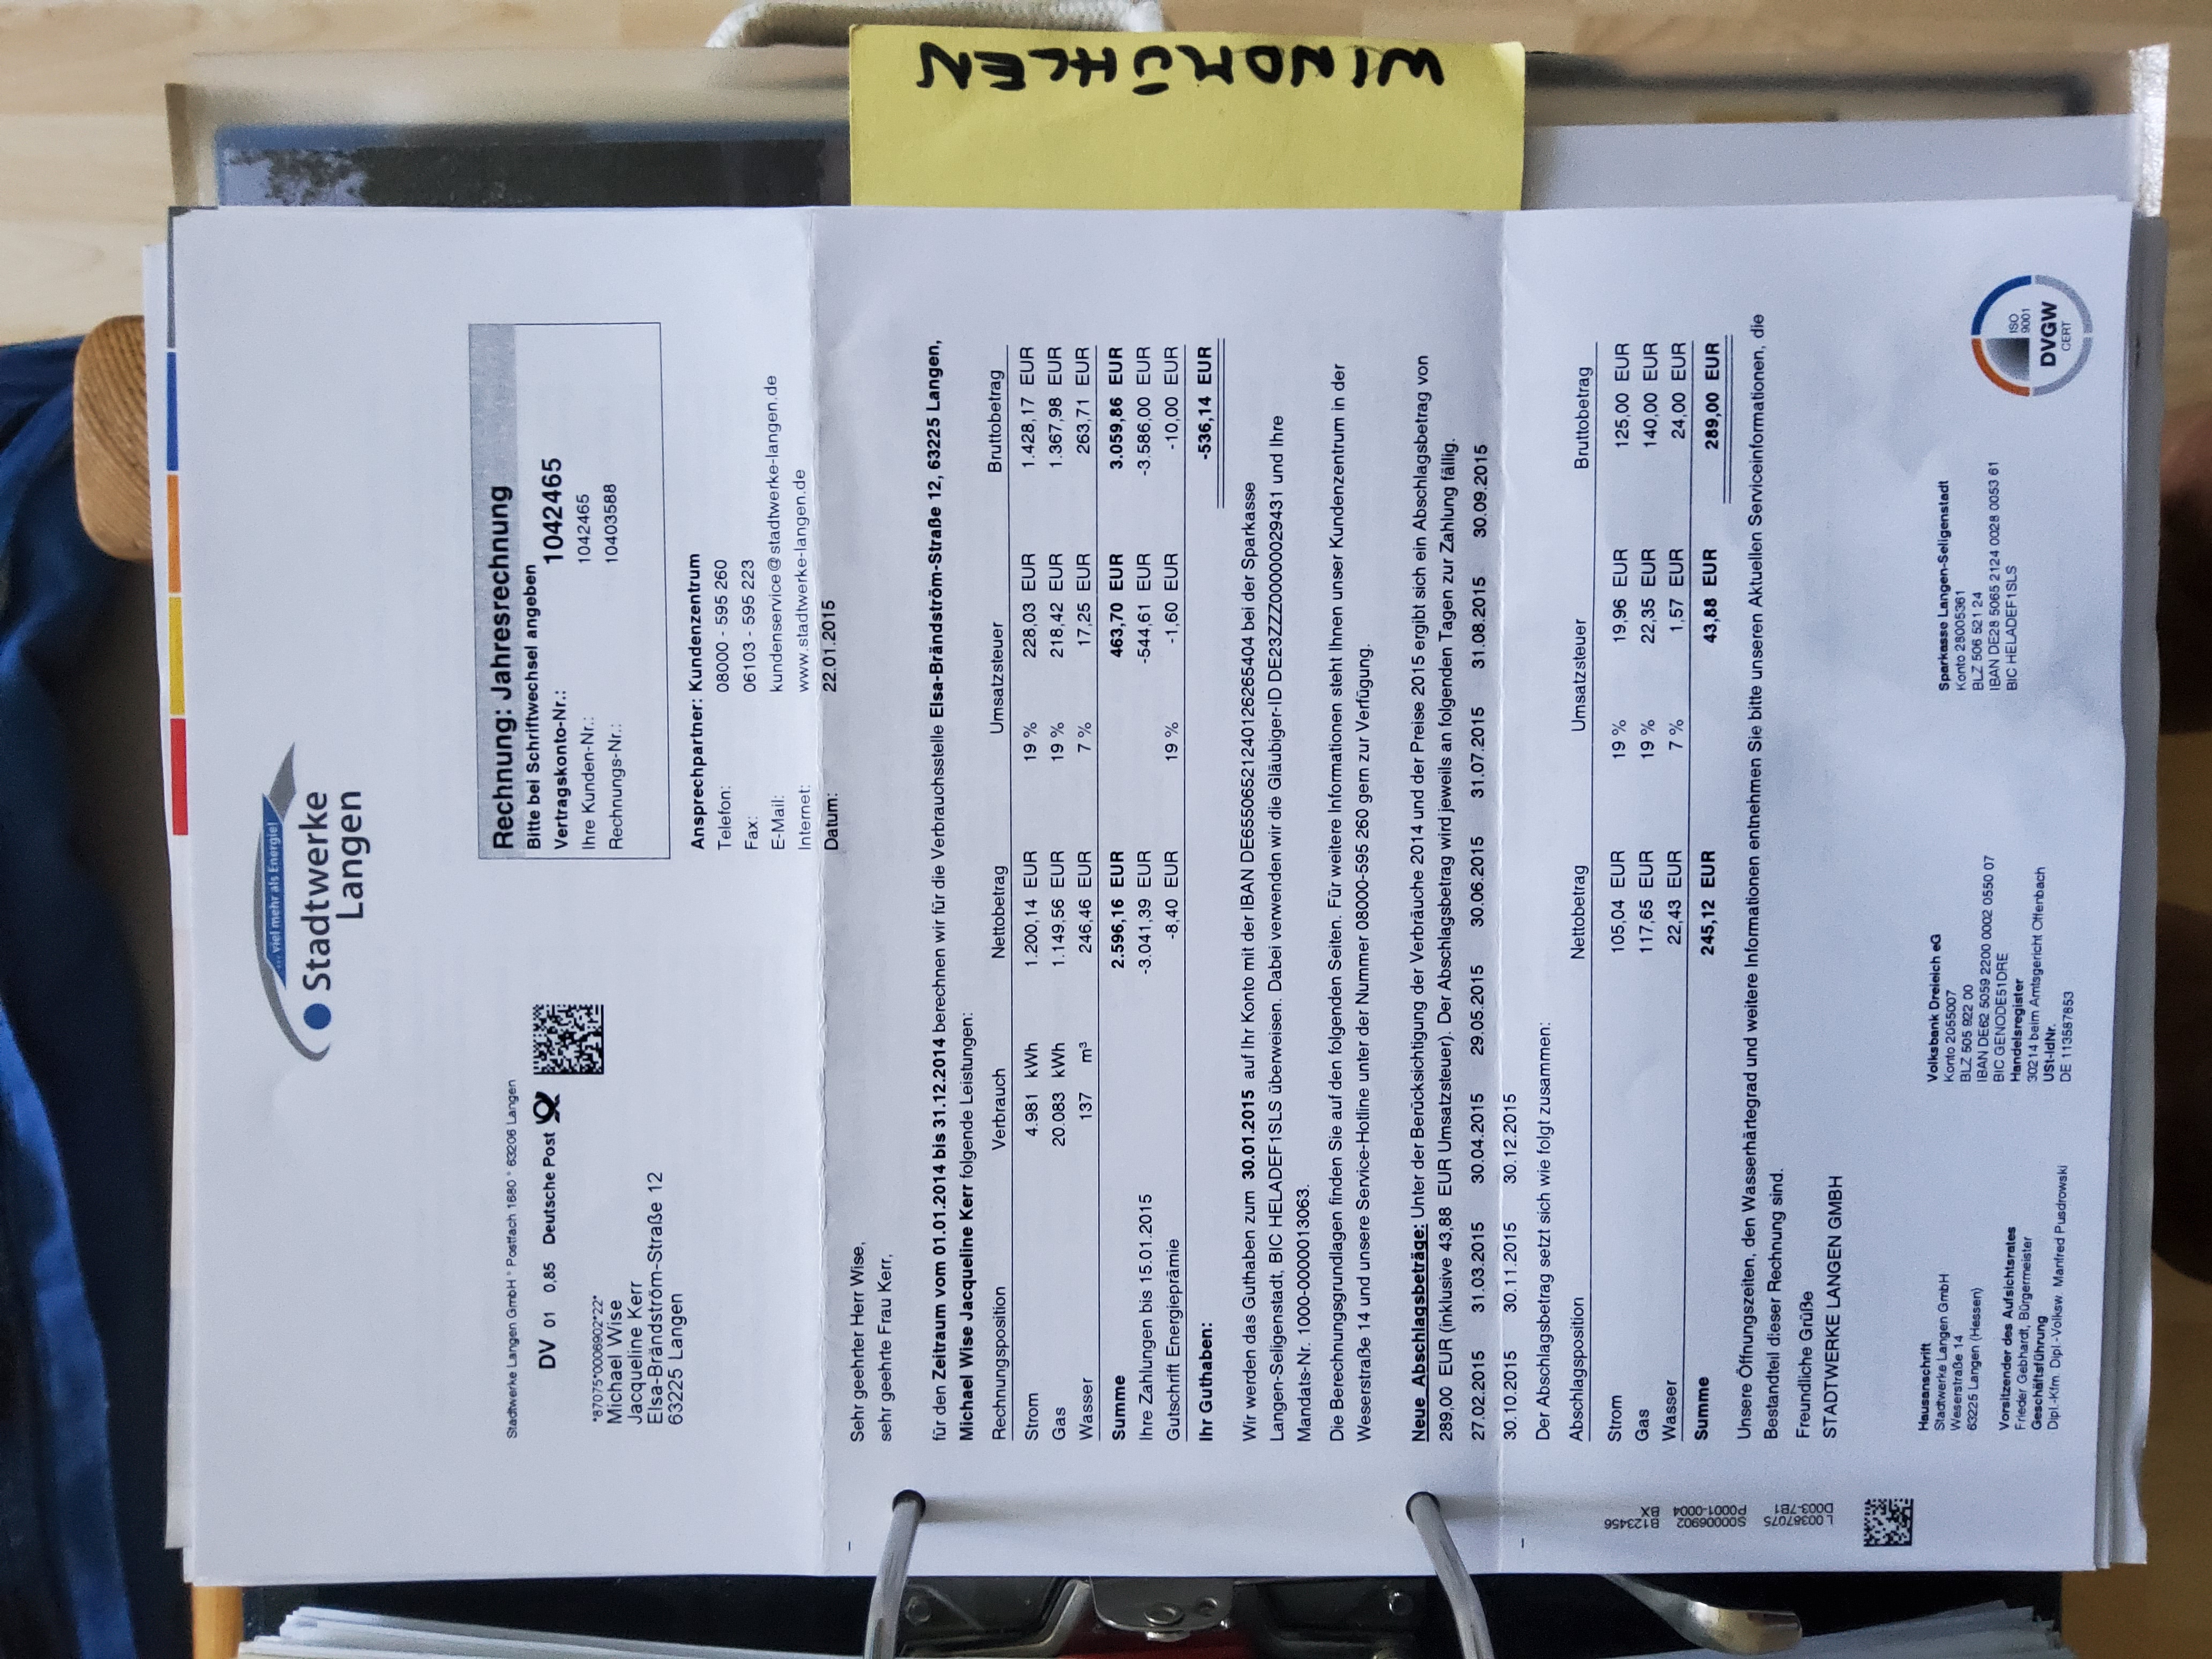 ... viel mehr als Energie!
Stadtwerke
Langen
Stadtwerke Langen GmbH * Postfach 1680 * 63206 Langen
DV 01 0,85 Deutsche Post
*87075*0006902*22*
Michael Wise
Jacqueline Kerr
Elsa-Brändström-Straße 12
63225 Langen
Rechnung: Jahresrechnung
Bitte bei Schriftwechsel angeben
Vertragskonto-Nr.: 1042465
Ihre Kunden-Nr.: 1042465
Rechnungs-Nr.: 10403588
Ansprechpartner: Kundenzentrum
Telefon: 08000 - 595 260
Fax: 06103 - 595 223
E-Mail: kundenservice@stadtwerke-langen.de
Internet: www.stadtwerke-langen.de
Datum: 22.01.2015
Sehr geehrter Herr Wise,
sehr geehrte Frau Kerr,
für den Zeitraum vom 01.01.2014 bis 31.12.2014 berechnen wir für die Verbrauchsstelle Elsa-Brändström-Straße 12, 63225 Langen,
Michael Wise Jacqueline Kerr folgende Leistungen:
Rechnungsposition Verbrauch Nettobetrag Umsatzsteuer Bruttobetrag
Strom 4.981 kWh 1.200,14 EUR 19 % 228,03 EUR 1.428,17 EUR
Gas 20.083 kWh 1.149,56 EUR 19 % 218,42 EUR 1.367,98 EUR
Wasser 137 m³ 246,46 EUR 7 % 17,25 EUR 263,71 EUR
Summe 2.596,16 EUR 463,70 EUR 3.059,86 EUR
Ihre Zahlungen bis 15.01.2015 -3.041,39 EUR -544,61 EUR -3.586,00 EUR
Gutschrift Energieprämie -8,40 EUR 19 % -1,60 EUR -10,00 EUR
Ihr Guthaben: -536,14 EUR
Wir werden das Guthaben zum 30.01.2015 auf Ihr Konto mit der IBAN DE65506521240126265404 bei der Sparkasse
Langen-Seligenstadt, BIC HELADEF1SLS überweisen. Dabei verwenden wir die Gläubiger-ID DE23ZZZ00000029431 und Ihre
Mandats-Nr. 1000-0000013063.
Die Berechnungsgrundlagen finden Sie auf den folgenden Seiten. Für weitere Informationen steht Ihnen unser Kundenzentrum in der
Weserstraße 14 und unsere Service-Hotline unter der Nummer 08000-595 260 gern zur Verfügung.
Neue Abschlagsbeträge: Unter der Berücksichtigung der Verbräuche 2014 und der Preise 2015 ergibt sich ein Abschlagsbetrag von
289,00 EUR (inklusive 43,88 EUR Umsatzsteuer). Der Abschlagsbetrag wird jeweils an folgenden Tagen zur Zahlung fällig.
27.02.2015 31.03.2015 30.04.2015 29.05.2015 30.06.2015 31.07.2015 31.08.2015 30.09.2015
30.10.2015 30.11.2015 30.12.2015
Der Abschlagsbetrag setzt sich wie folgt zusammen:
Abschlagsposition Nettobetrag Umsatzsteuer Bruttobetrag
Strom 105,04 EUR 19 % 19,96 EUR 125,00 EUR
Gas 117,65 EUR 19 % 22,35 EUR 140,00 EUR
Wasser 22,43 EUR 7 % 1,57 EUR 24,00 EUR
Summe 245,12 EUR 43,88 EUR 289,00 EUR
Unsere Öffnungszeiten, den Wasserhärtegrad und weitere Informationen entnehmen Sie bitte unseren Aktuellen Serviceinformationen, die
Bestandteil dieser Rechnung sind.
Freundliche Grüße
STADTWERKE LANGEN GMBH
L00387075 S00006902 B123456
D003-7B1 P0001-0004 BX
Hausanschrift
Stadtwerke Langen GmbH
Weserstraße 14
63225 Langen (Hessen)
Vorsitzender des Aufsichtsrates
Frieder Gebhardt, Bürgermeister
Geschäftsführung
Dipl.-Kfm. Dipl.-Volksw. Manfred Pusdrowski
Volksbank Dreieich eG
Konto 2055007
BLZ 505 922 00
IBAN DE62 5059 2200 0002 0550 07
BIC GENODE51DRE
Handelsregister
30214 beim Amtsgericht Offenbach
USt-IdNr.
DE 113587853
Sparkasse Langen-Seligenstadt
Konto 28005361
BLZ 506 521 24
IBAN DE28 5065 2124 0028 0053 61
BIC HELADEF1SLS
ISO
9001
DVGW
CERT
WINDMÜHLEN